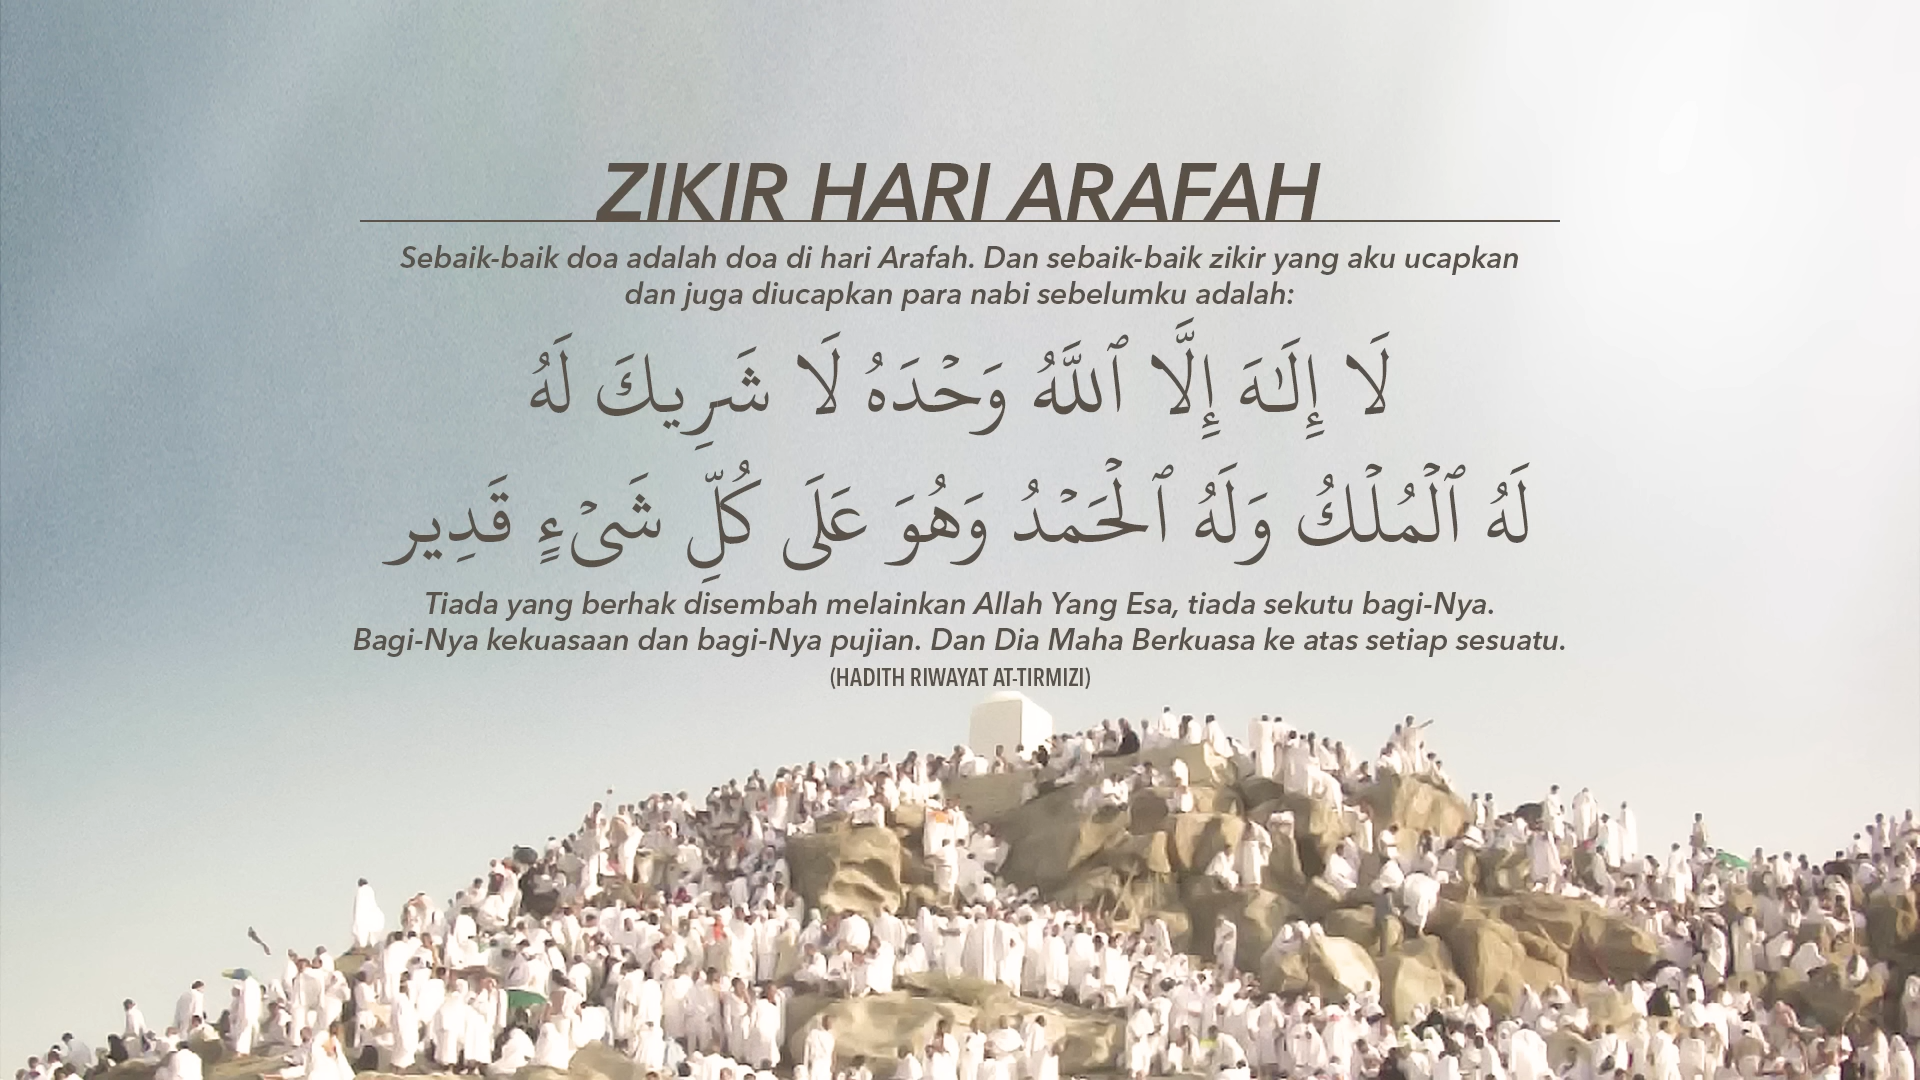 ZIKIR HARI ARAFAH
Sebaik-baik doa adalah doa di hari Arafah. Dan sebaik-baik zikir yang aku ucapkan
dan juga diucapkan para nabi sebelumku adalah:
لَا إِلَـٰهَ إِلَّا ٱللَّهُ وَحْدَهُ لَا شَرِيكَ لَهُ
لَهُ ٱلْمُلْكُ وَلَهُ ٱلْحَمْدُ وَهُوَ عَلَى كُلِّ شَىْءٍ قَدِير
Tiada yang berhak disembah melainkan Allah Yang Esa, tiada sekutu bagi-Nya.
Bagi-Nya kekuasaan dan bagi-Nya pujian. Dan Dia Maha Berkuasa ke atas setiap sesuatu.
(HADITH RIWAYAT AT-TIRMIZI)